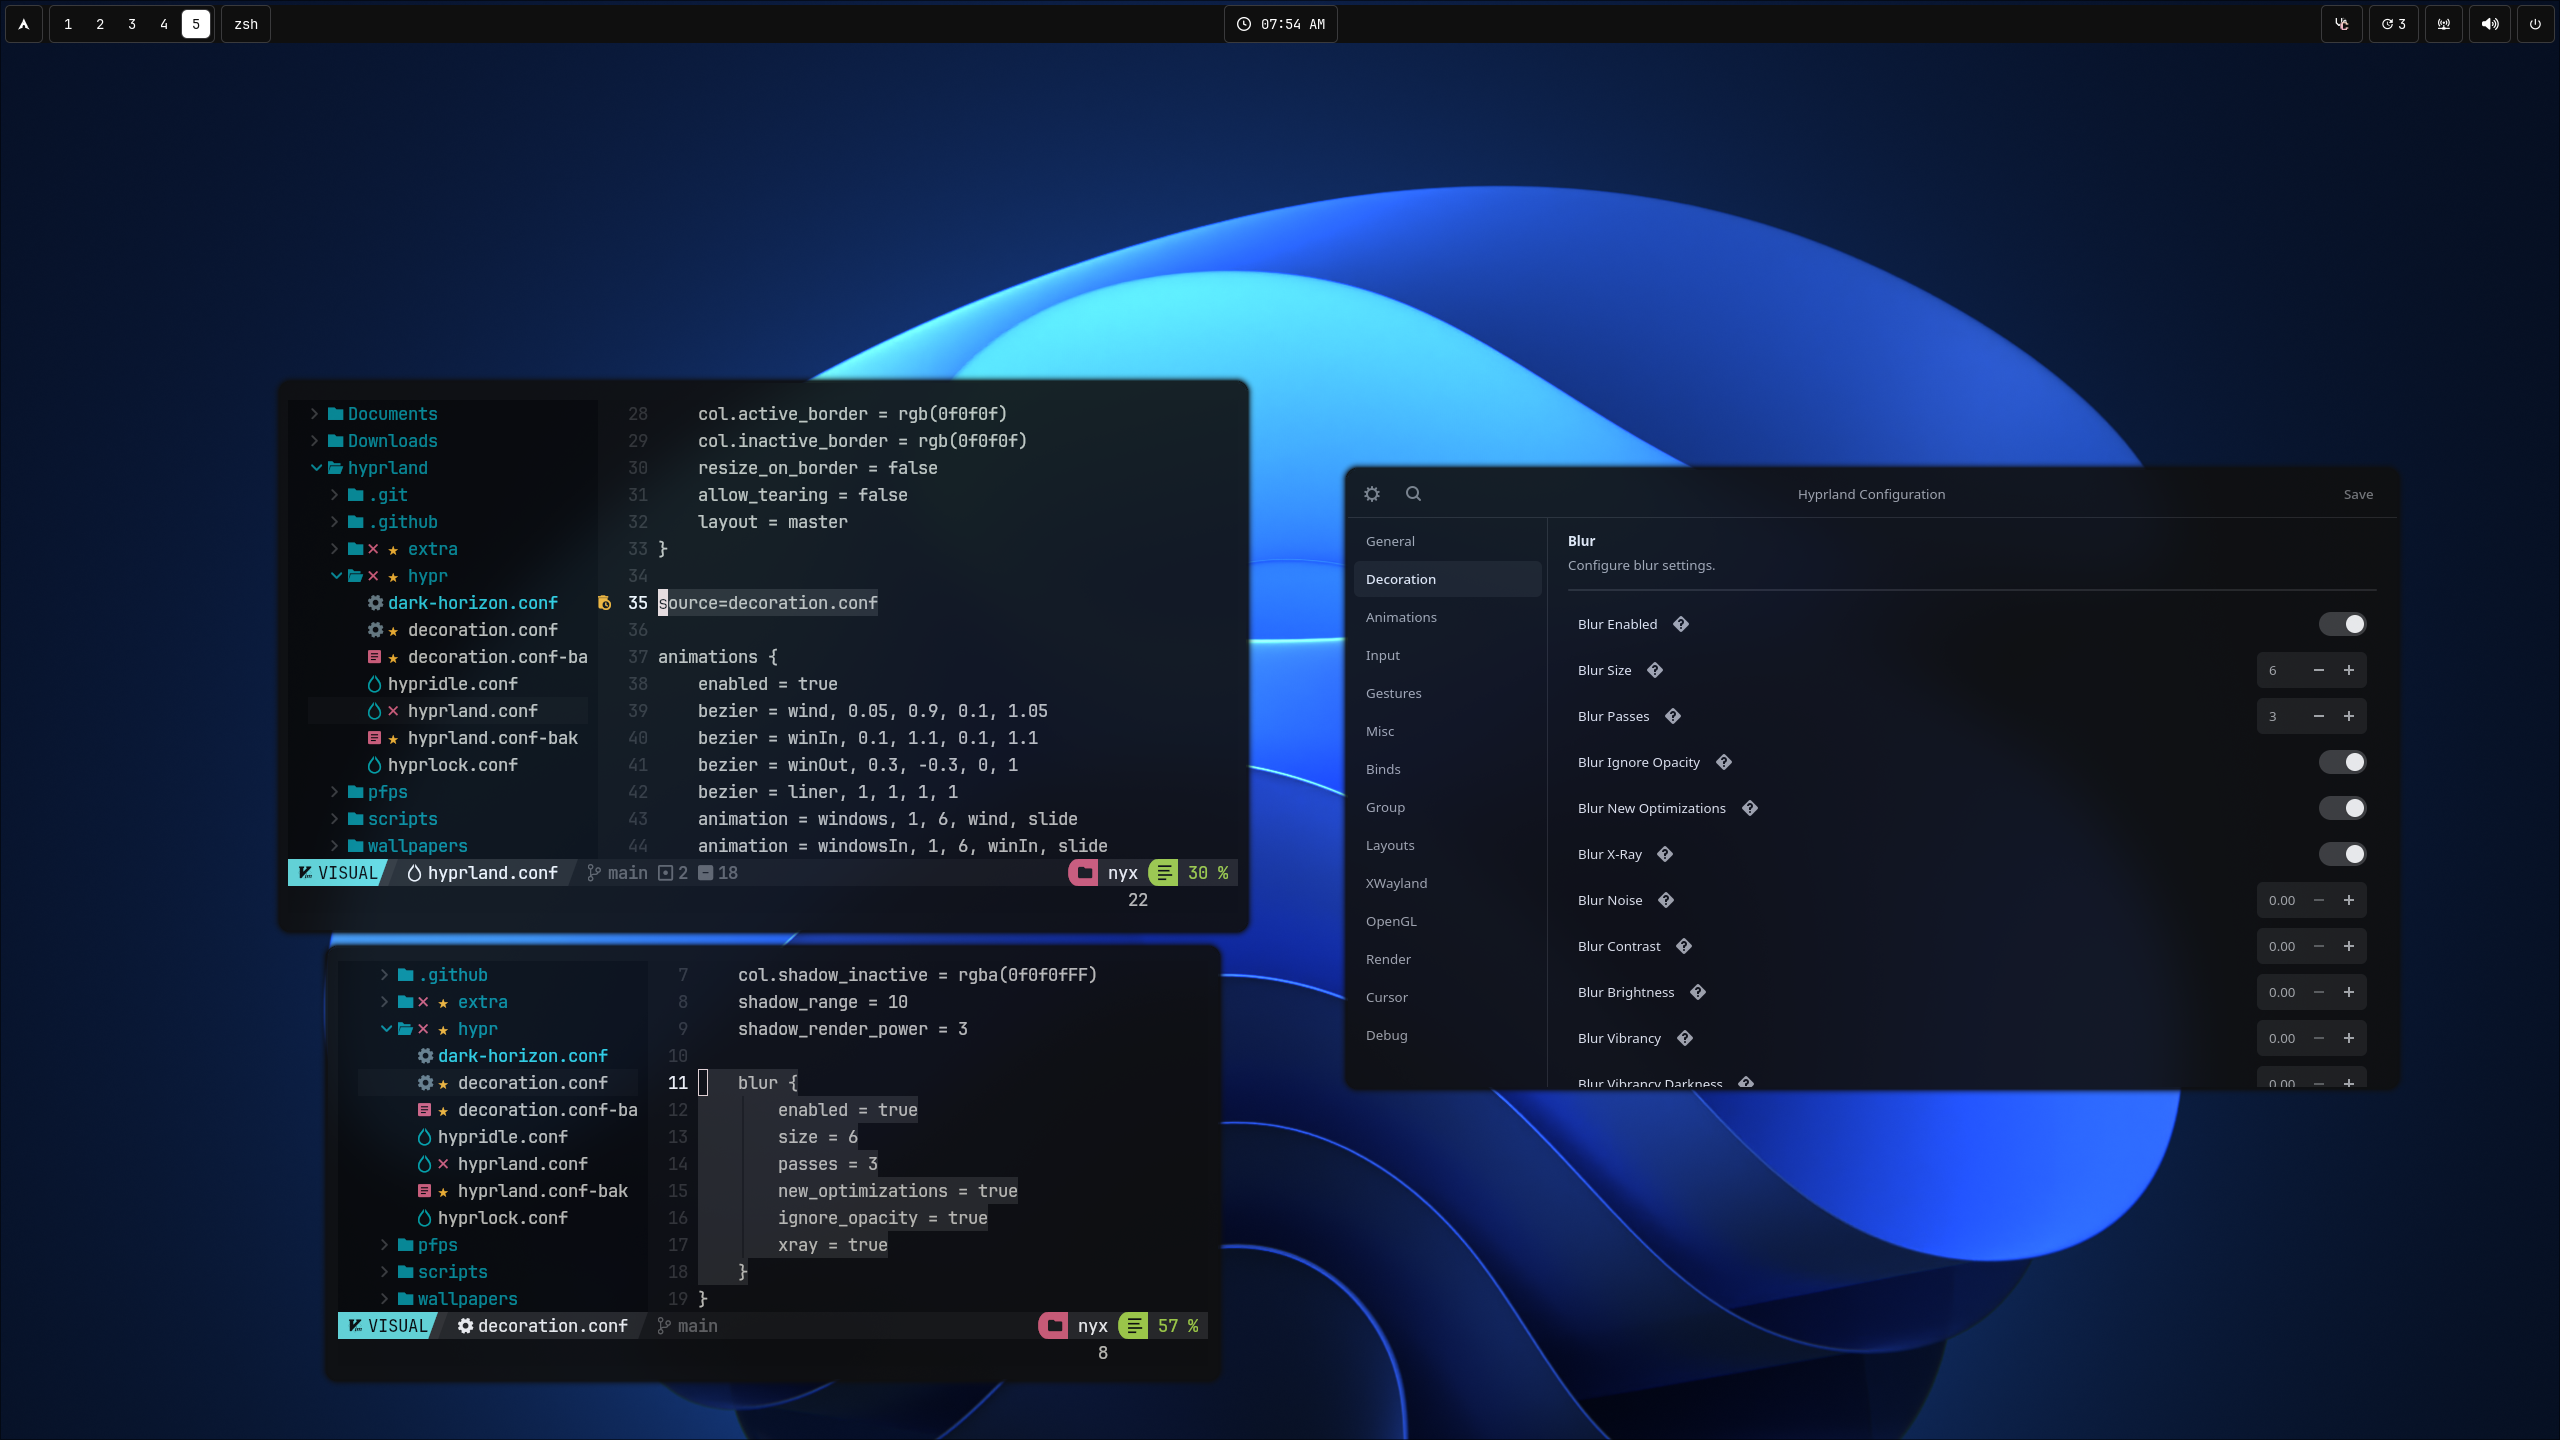 1 2 3 4 5 zsh
07:54 AM
3
Documents
Downloads
hyprland
.git
.github
extra
hypr
dark-horizon.conf
decoration.conf
decoration.conf-ba
hypridle.conf
hyprland.conf
hyprland.conf-bak
hyprlock.conf
pfps
scripts
wallpapers
28 col.active_border = rgb(0f0f0f)
29 col.inactive_border = rgb(0f0f0f)
30 resize_on_border = false
31 allow_tearing = false
32 layout = master
33 }
34
35 source=decoration.conf
36
37 animations {
38 enabled = true
39 bezier = wind, 0.05, 0.9, 0.1, 1.05
40 bezier = winIn, 0.1, 1.1, 0.1, 1.1
41 bezier = winOut, 0.3, -0.3, 0, 1
42 bezier = liner, 1, 1, 1, 1
43 animation = windows, 1, 6, wind, slide
44 animation = windowsIn, 1, 6, winIn, slide
VISUAL hyprland.conf main 2 18 nyx 30 %
22
.github
extra
hypr
dark-horizon.conf
decoration.conf
decoration.conf-ba
hypridle.conf
hyprland.conf
hyprland.conf-bak
hyprlock.conf
pfps
scripts
wallpapers
7 col.shadow_inactive = rgba(0f0f0fFF)
8 shadow_range = 10
9 shadow_render_power = 3
10
11 blur {
12 enabled = true
13 size = 6
14 passes = 3
15 new_optimizations = true
16 ignore_opacity = true
17 xray = true
18 }
19 }
VISUAL decoration.conf main nyx 57 %
8
Hyprland Configuration
Save
General
Decoration
Animations
Input
Gestures
Misc
Binds
Group
Layouts
XWayland
OpenGL
Render
Cursor
Debug
Blur
Configure blur settings.
Blur Enabled
Blur Size 6
Blur Passes 3
Blur Ignore Opacity
Blur New Optimizations
Blur X-Ray
Blur Noise 0.00
Blur Contrast 0.00
Blur Brightness 0.00
Blur Vibrancy 0.00
Blur Vibrancy Darkness 0.00